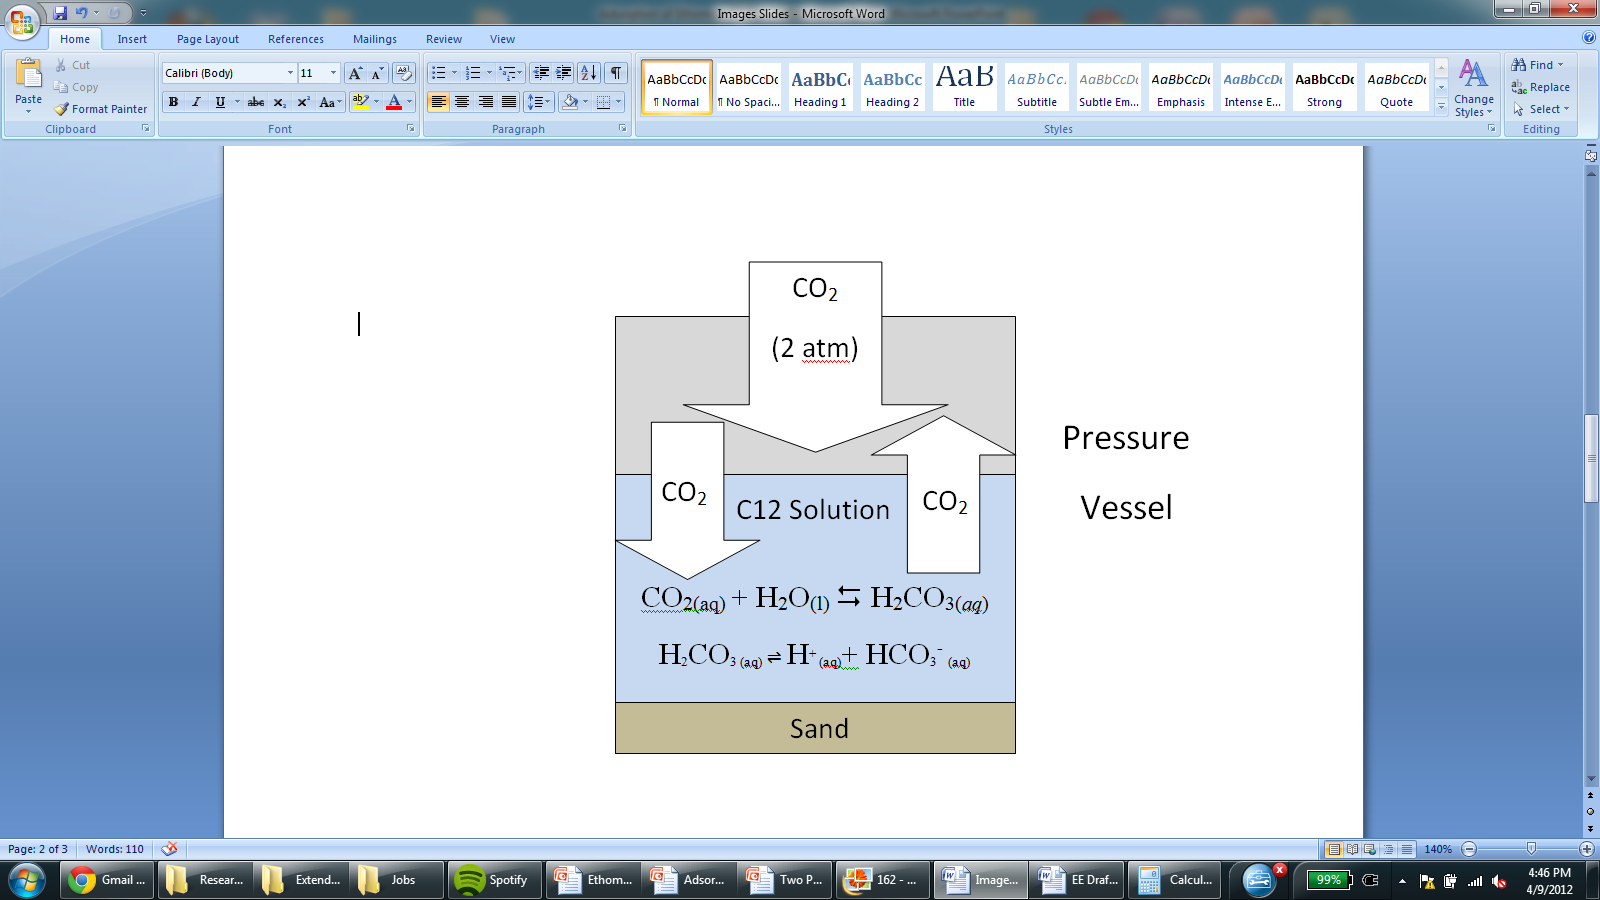 Images Slides - Microsoft Word
Home Insert Page Layout References Mailings Review View
Paste
Cut
Copy
Format Painter
Clipboard
Calibri (Body) 11
Font
Paragraph
AaBbCcDc AaBbCcDc AaBbCc AaBbCc AaB AaBbCc. AaBbCcDc AaBbCcDc AaBbCcDc AaBbCcDc AaBbCcDc
¶ Normal ¶ No Spaci... Heading 1 Heading 2 Title Subtitle Subtle Em... Emphasis Intense E... Strong Quote
Change Styles
Styles
Find
Replace
Select
Editing
CO₂
(2 atm)
CO₂
C12 Solution
CO₂
Pressure
Vessel
CO₂(aq) + H₂O(l) ⇆ H₂CO₃(aq)
H₂CO₃ (aq) ⇌ H⁺ (aq) + HCO₃⁻ (aq)
Sand
Page: 2 of 3 Words: 110
140%
Gmail ... Resear... Extend... Jobs Spotify Ethom... Adsor... Two P... 162 - ... Image... EE Draf... Calcul... 99%
4:46 PM
4/9/2012